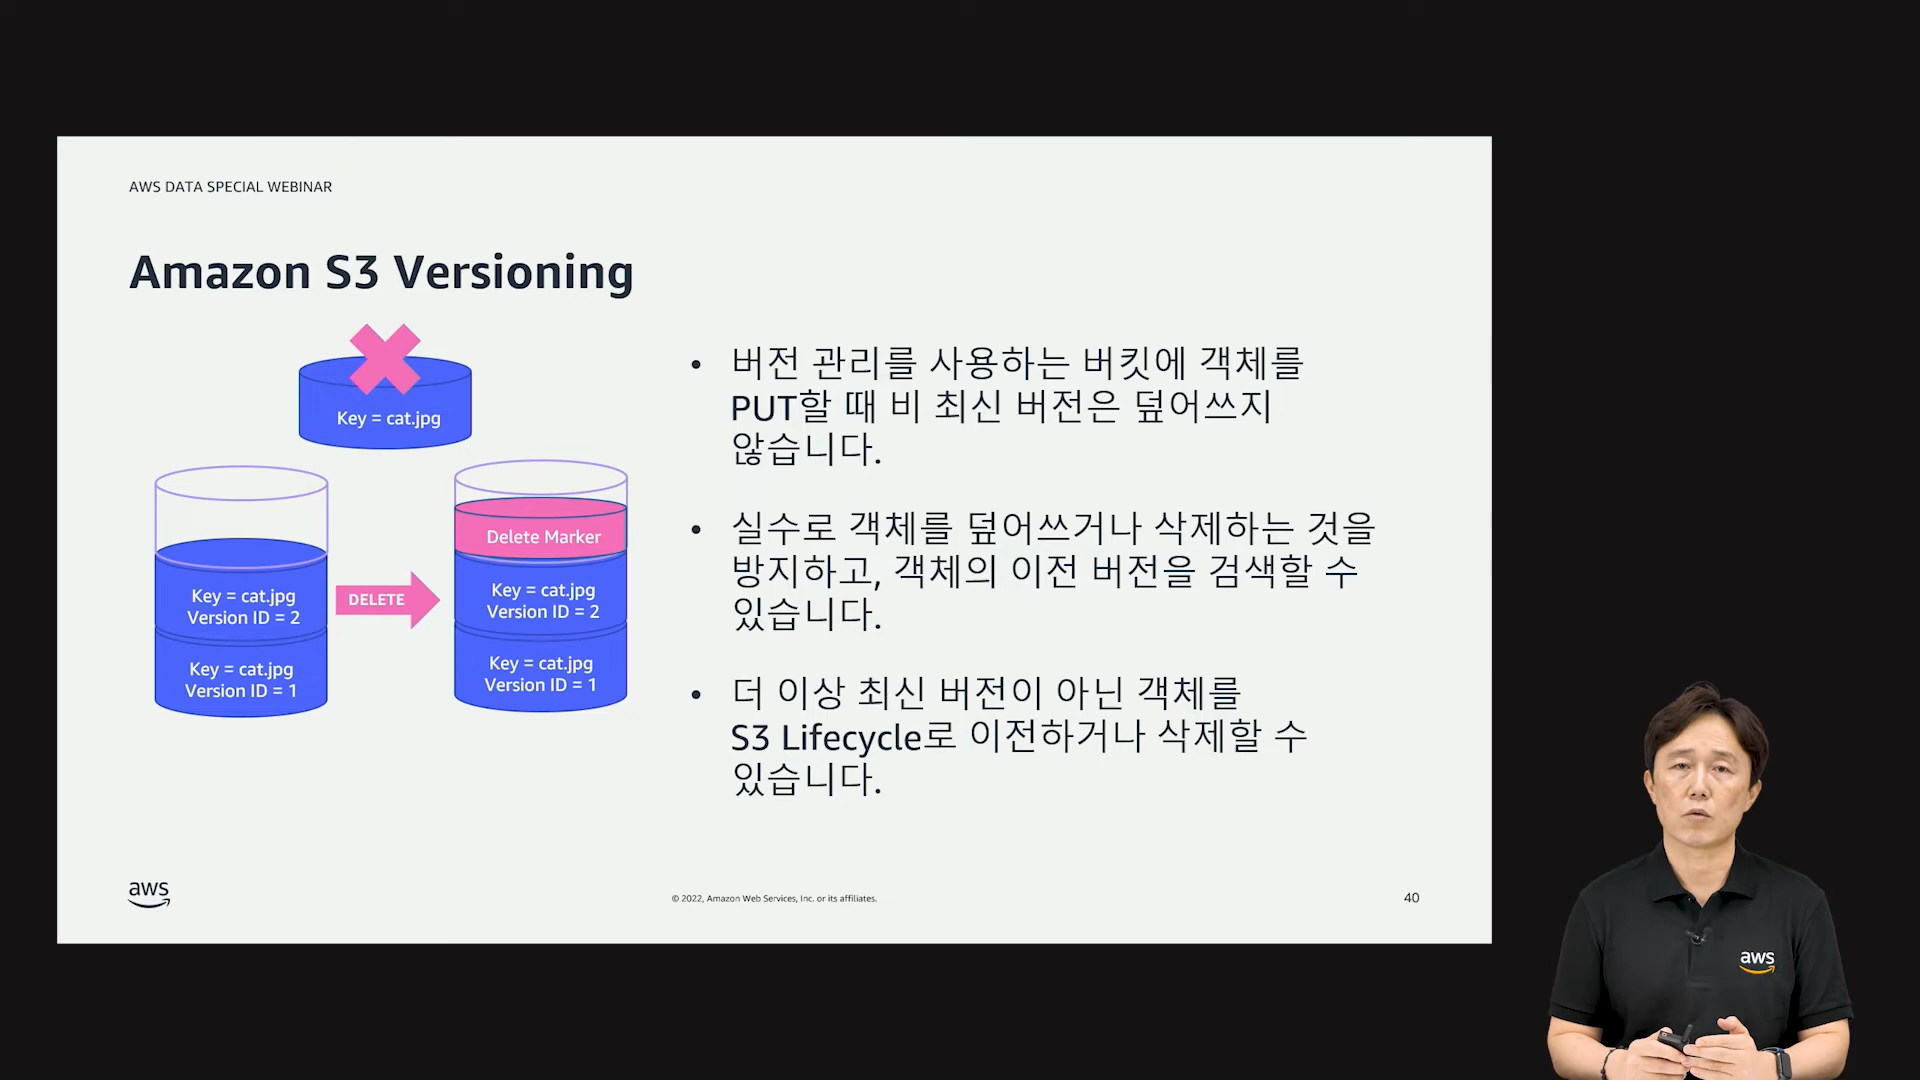 AWS DATA SPECIAL WEBINAR
Amazon S3 Versioning
Key = cat.jpg
Key = cat.jpg
Version ID = 2
Key = cat.jpg
Version ID = 1
DELETE
Delete Marker
Key = cat.jpg
Version ID = 2
Key = cat.jpg
Version ID = 1
• 버전 관리를 사용하는 버킷에 객체를
PUT할 때 비 최신 버전은 덮어쓰지
않습니다.
• 실수로 객체를 덮어쓰거나 삭제하는 것을
방지하고, 객체의 이전 버전을 검색할 수
있습니다.
• 더 이상 최신 버전이 아닌 객체를
S3 Lifecycle로 이전하거나 삭제할 수
있습니다.
aws
© 2022, Amazon Web Services, Inc. or its affiliates.
40
aws